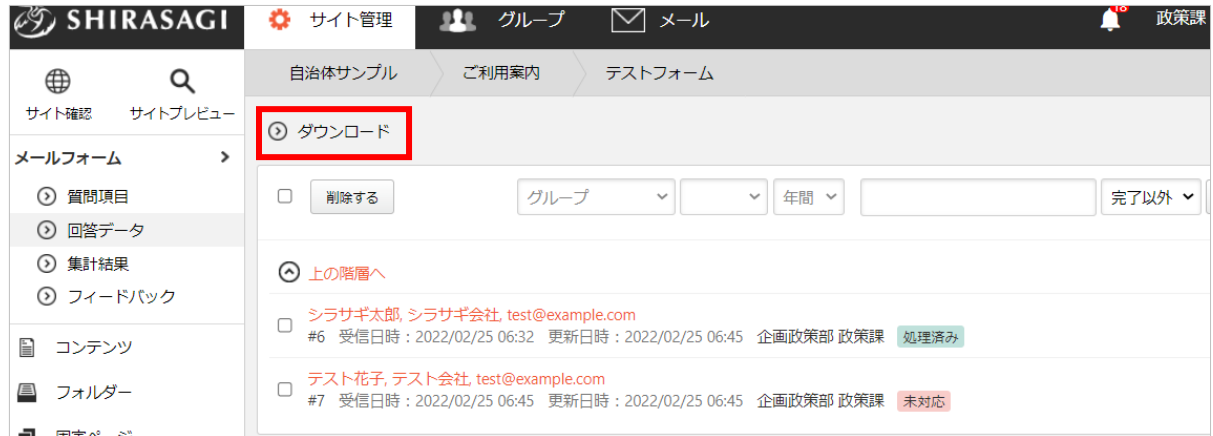 SHIRASAGI サイト管理 グループ メール 18 政策課
サイト確認 サイトプレビュー
自治体サンプル ご利用案内 テストフォーム
ダウンロード
メールフォーム
質問項目
回答データ
集計結果
フィードバック
コンテンツ
フォルダー
削除する グループ 年間 完了以外
上の階層へ
シラサギ太郎, シラサギ会社, test@example.com
#6 受信日時：2022/02/25 06:32 更新日時：2022/02/25 06:45 企画政策部 政策課 処理済み
テスト花子, テスト会社, test@example.com
#7 受信日時：2022/02/25 06:45 更新日時：2022/02/25 06:45 企画政策部 政策課 未対応